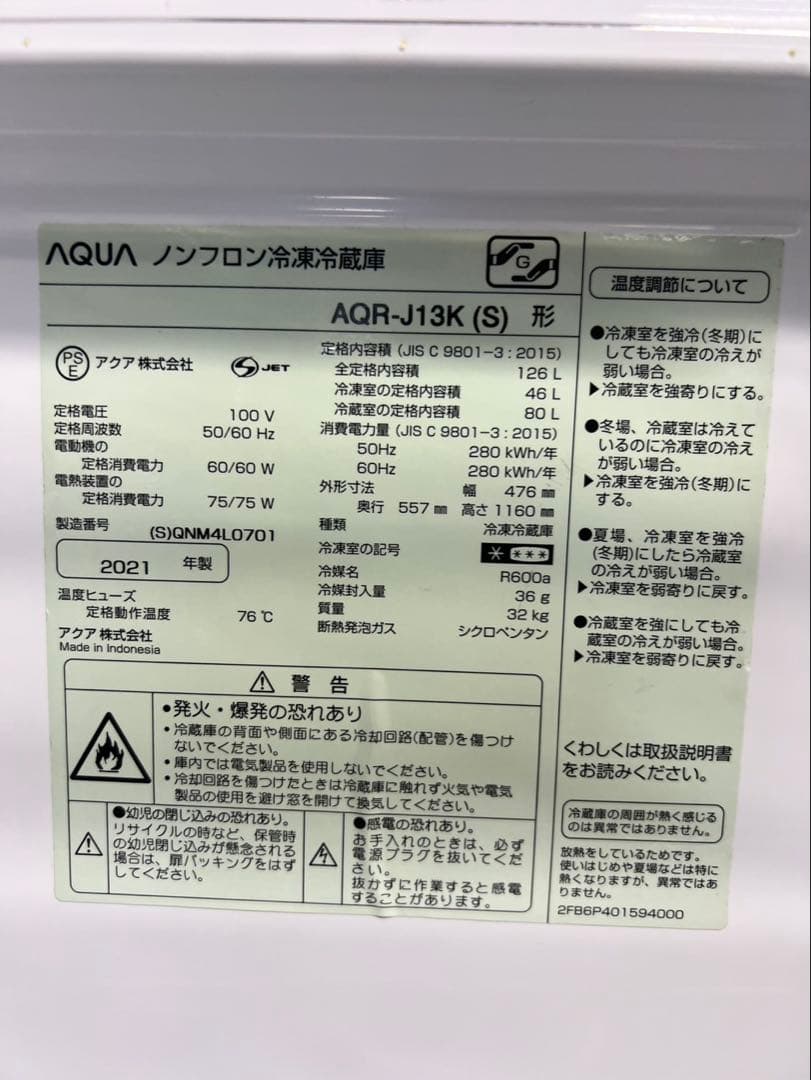 AQUA ノンフロン冷凍冷蔵庫
G
AQR-J13K (S) 形
PS
E
アクア 株式会社
S JET
定格電圧 100 V
定格周波数 50/60 Hz
電動機の
定格消費電力 60/60 W
電熱装置の
定格消費電力 75/75 W
製造番号 (S)QNM4L0701
2021 年製
温度ヒューズ
定格動作温度 76 ℃
アクア 株式会社
Made in Indonesia
定格内容積 (JIS C 9801-3 : 2015)
全定格内容積 126 L
冷凍室の定格内容積 46 L
冷蔵室の定格内容積 80 L
消費電力量 (JIS C 9801-3 : 2015)
50Hz 280 kWh/年
60Hz 280 kWh/年
外形寸法 幅 476 ㎜
奥行 557 ㎜ 高さ 1160 ㎜
種類 冷凍冷蔵庫
冷凍室の記号 * ***
冷媒名 R600a
冷媒封入量 36 g
質量 32 kg
断熱発泡ガス シクロペンタン
⚠ 警 告
●発火・爆発の恐れあり
・冷蔵庫の背面や側面にある冷却回路(配管)を傷つけ
ないでください。
・庫内では電気製品を使用しないでください。
・冷却回路を傷つけたときは冷蔵庫に触れず火気や電気
製品の使用を避け窓を開けて換気してください。
●幼児の閉じ込みの恐れあり。
リサイクルの時など、保管時
の幼児閉じ込みが懸念される
場合は、扉パッキングをはず
してください。
●感電の恐れあり。
お手入れのときは、必ず
電源プラグを抜いてくだ
さい。
抜かずに作業すると感電
することがあります。
温度調節について
●冷凍室を強冷(冬期)に
しても冷凍室の冷えが
弱い場合。
▶冷蔵室を強寄りにする。
●冬場、冷蔵室は冷えて
いるのに冷凍室の冷え
が弱い場合。
▶冷凍室を強冷(冬期)に
する。
●夏場、冷凍室を強冷
(冬期)にしたら冷蔵室
の冷えが弱い場合。
▶冷凍室を弱寄りに戻す。
●冷蔵室を強にしても冷
蔵室の冷えが弱い場合。
▶冷凍室を弱寄りに戻す。
くわしくは取扱説明書
をお読みください。
冷蔵庫の周囲が熱く感じる
のは異常ではありません。
放熱をしているためです。
使いはじめや夏場などは特に
熱くなりますが、異常ではあ
りません。
2FB6P401594000